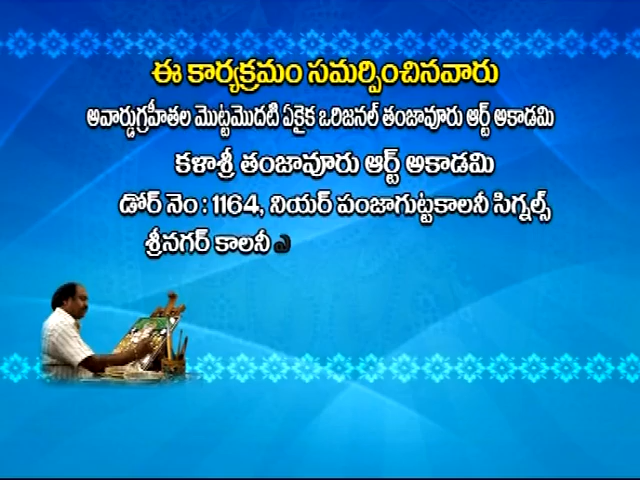 ఈ కార్యక్రమం సమర్పించినవారు
అవార్డుగ్రహీతల మొట్టమొదటి ఏకైక ఒరిజనల్ తంజావూరు ఆర్ట్ అకాడమి
కళాశ్రీ తంజావూరు ఆర్ట్ అకాడమి
డోర్ నెం : 1164, నియర్ పంజాగుట్టకాలనీ సిగ్నల్స్
శ్రీనగర్ కాలనీ ఎ